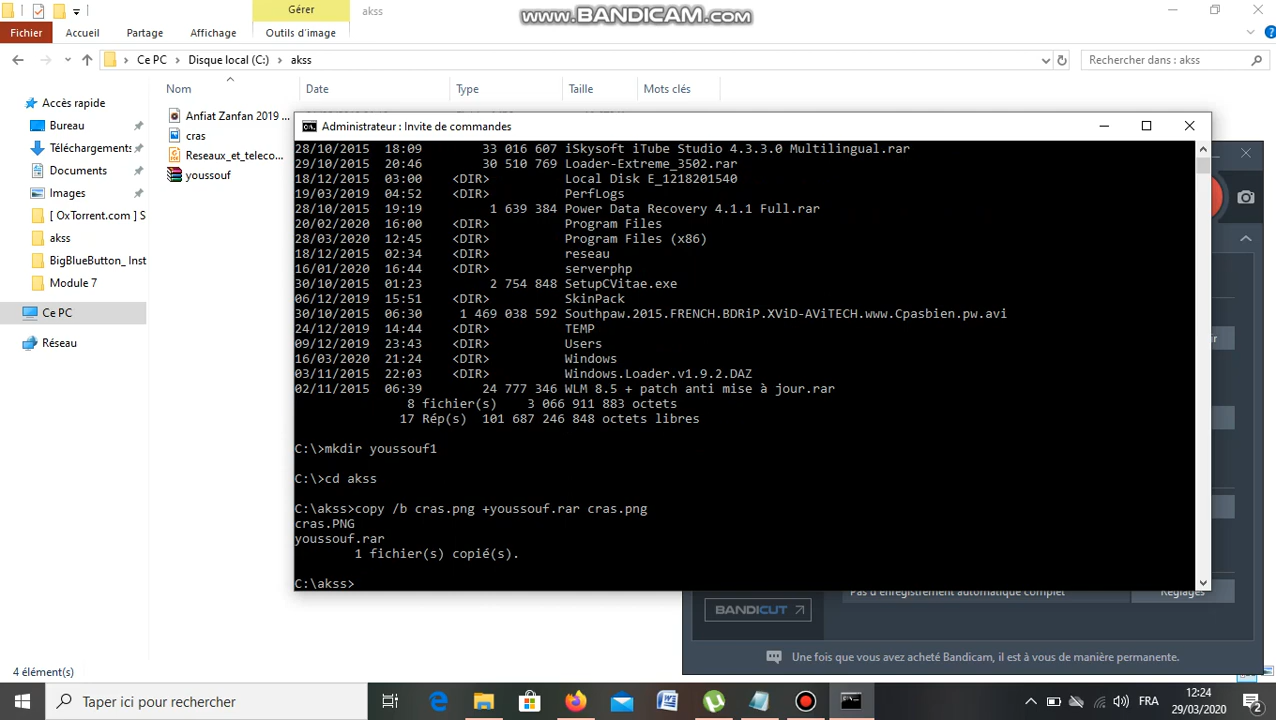 Gérer
akss
www.BANDICAM.com
Fichier
Accueil
Partage
Affichage
Outils d'image
Ce PC
Disque local (C:)
akss
Rechercher dans : akss
Nom
Date
Type
Taille
Mots clés
Accès rapide
Bureau
Téléchargements
Documents
Images
[ OxTorrent.com ] S
akss
BigBlueButton_ Inst
Module 7
Ce PC
Réseau
Anfiat Zanfan 2019 ...
cras
Reseaux_et_teleco...
youssouf
Administrateur : Invite de commandes
28/10/2015 18:09 33 016 607 iSkysoft iTube Studio 4.3.3.0 Multilingual.rar
29/10/2015 20:46 30 510 769 Loader-Extreme_3502.rar
18/12/2015 03:00 <DIR> Local Disk E_1218201540
19/03/2019 04:52 <DIR> PerfLogs
28/10/2015 19:19 1 639 384 Power Data Recovery 4.1.1 Full.rar
20/02/2020 16:00 <DIR> Program Files
28/03/2020 12:45 <DIR> Program Files (x86)
18/12/2015 02:34 <DIR> reseau
16/01/2020 16:44 <DIR> serverphp
30/10/2015 01:23 2 754 848 SetupCVitae.exe
06/12/2019 15:51 <DIR> SkinPack
30/10/2015 06:30 1 469 038 592 Southpaw.2015.FRENCH.BDRiP.XViD-AViTECH.www.Cpasbien.pw.avi
24/12/2019 14:44 <DIR> TEMP
09/12/2019 23:43 <DIR> Users
16/03/2020 21:24 <DIR> Windows
03/11/2015 22:03 <DIR> Windows.Loader.v1.9.2.DAZ
02/11/2015 06:39 24 777 346 WLM 8.5 + patch anti mise à jour.rar
8 fichier(s) 3 066 911 883 octets
17 Rép(s) 101 687 246 848 octets libres
C:\>mkdir youssouf1
C:\>cd akss
C:\akss>copy /b cras.png +youssouf.rar cras.png
cras.PNG
youssouf.rar
1 fichier(s) copié(s).
C:\akss>
Pas d'enregistrement automatique complet
Réglages
BANDICUT
Une fois que vous avez acheté Bandicam, il est à vous de manière permanente.
4 élément(s)
Taper ici pour rechercher
FRA
12:24
29/03/2020
2